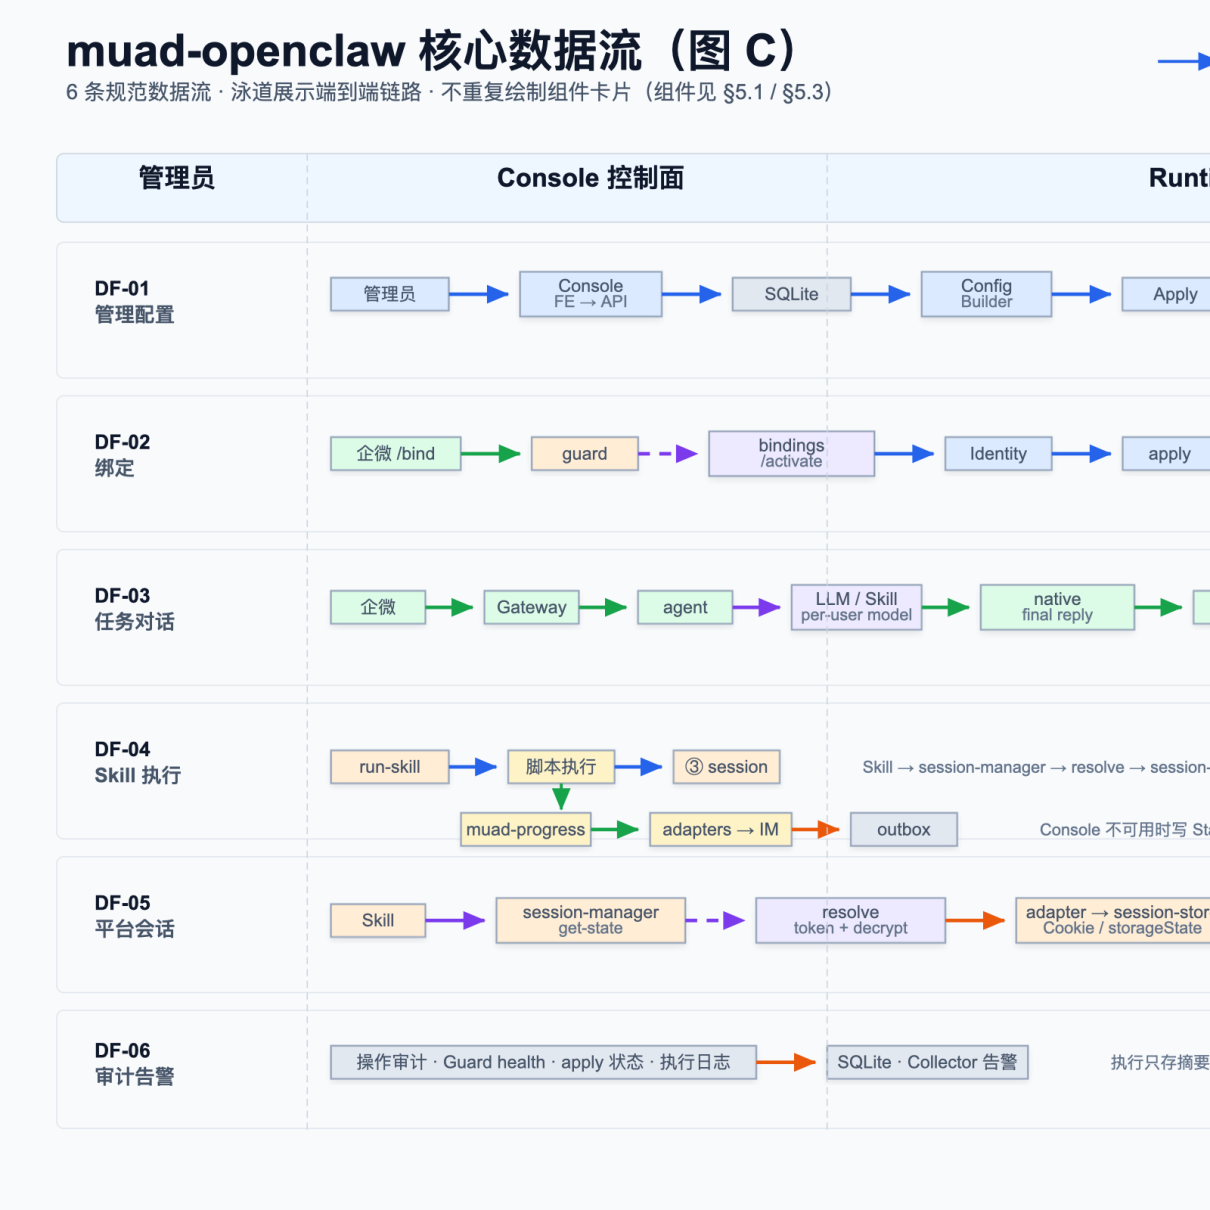 muad-openclaw 核心数据流（图 C）
6 条规范数据流 · 泳道展示端到端链路 · 不重复绘制组件卡片（组件见 §5.1 / §5.3）
管理员
Console 控制面
DF-01
管理配置
管理员
Console
FE → API
SQLite
Config
Builder
Apply
DF-02
绑定
企微 /bind
guard
bindings
/activate
Identity
apply
DF-03
任务对话
企微
Gateway
agent
LLM / Skill
per-user model
native
final reply
DF-04
Skill 执行
run-skill
脚本执行
③ session
Skill → session-manager → resolve → session-
muad-progress
adapters → IM
outbox
Console 不可用时写
DF-05
平台会话
Skill
session-manager
get-state
resolve
token + decrypt
adapter → session-stor
Cookie / storageState
DF-06
审计告警
操作审计 · Guard health · apply 状态 · 执行日志
SQLite · Collector 告警
执行只存摘要